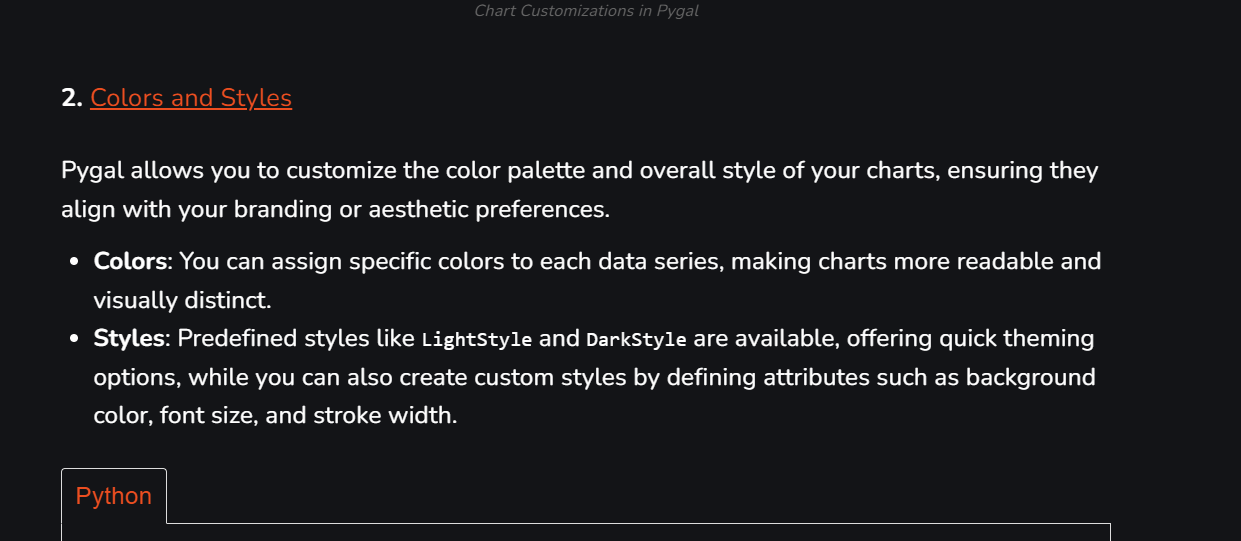 Chart Customizations in Pygal
2. Colors and Styles
Pygal allows you to customize the color palette and overall style of your charts, ensuring they
align with your branding or aesthetic preferences.
• Colors: You can assign specific colors to each data series, making charts more readable and
visually distinct.
• Styles: Predefined styles like LightStyle and DarkStyle are available, offering quick theming
options, while you can also create custom styles by defining attributes such as background
color, font size, and stroke width.
Python